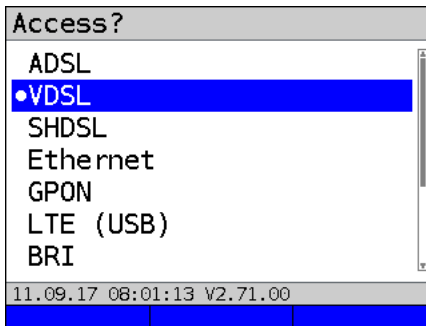 Access?
ADSL
•VDSL
SHDSL
Ethernet
GPON
LTE (USB)
BRI
11.09.17 08:01:13 V2.71.00